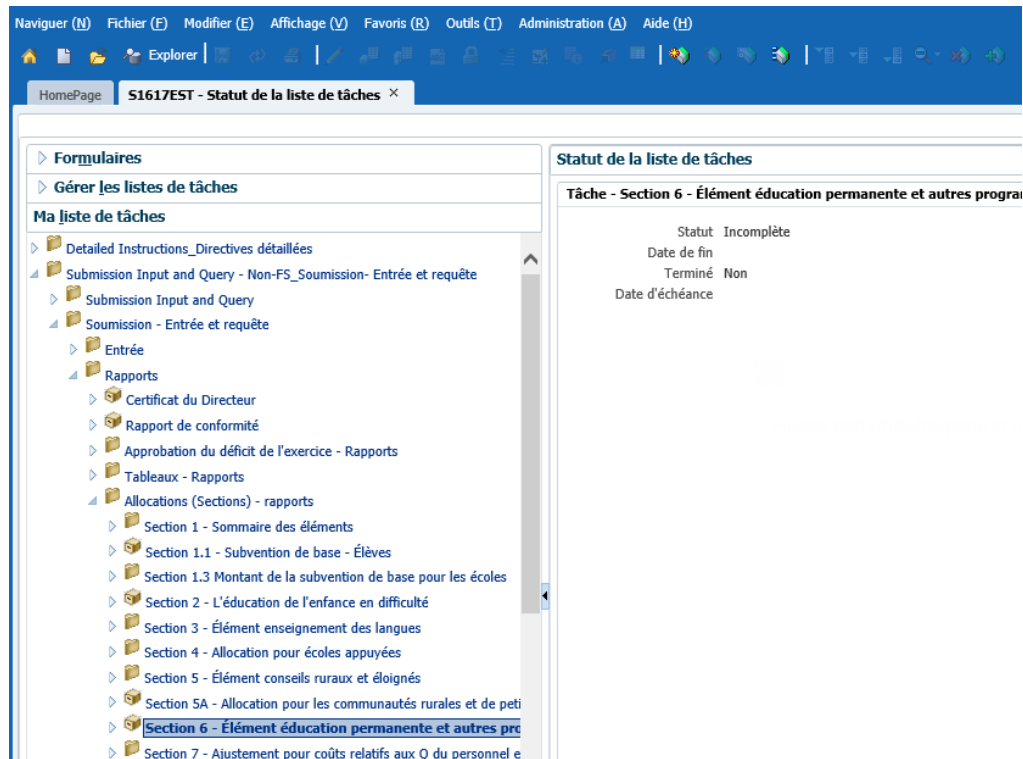 Naviguer (N) Fichier (F) Modifier (E) Affichage (V) Favoris (R) Outils (T) Administration (A) Aide (H)
Explorer
HomePage S1617EST - Statut de la liste de tâches ×
Formulaires
Gérer les listes de tâches
Ma liste de tâches
Detailed Instructions_Directives détaillées
Submission Input and Query - Non-FS_Soumission- Entrée et requête
Submission Input and Query
Soumission - Entrée et requête
Entrée
Rapports
Certificat du Directeur
Rapport de conformité
Approbation du déficit de l'exercice - Rapports
Tableaux - Rapports
Allocations (Sections) - rapports
Section 1 - Sommaire des éléments
Section 1.1 - Subvention de base - Élèves
Section 1.3 Montant de la subvention de base pour les écoles
Section 2 - L'éducation de l'enfance en difficulté
Section 3 - Élément enseignement des langues
Section 4 - Allocation pour écoles appuyées
Section 5 - Élément conseils ruraux et éloignés
Section 5A - Allocation pour les communautés rurales et de peti
Section 6 - Élément éducation permanente et autres pro
Section 7 - Ajustement pour coûts relatifs aux Q du personnel e
Statut de la liste de tâches
Tâche - Section 6 - Élément éducation permanente et autres progra
Statut Incomplète
Date de fin
Terminé Non
Date d'échéance